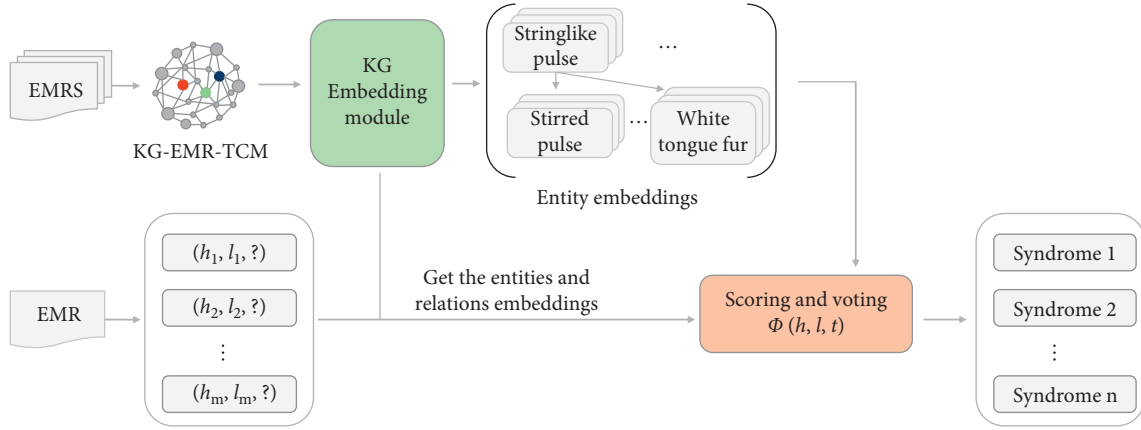 EMRS
KG-EMR-TCM
KG
Embedding
module
Stringlike
pulse
...
Stirred
pulse
...
White
tongue fur
Entity embeddings
EMR
(h1, l1, ?)
(h2, l2, ?)
⋮
(hm, lm, ?)
Get the entities and
relations embeddings
Scoring and voting
Φ (h, l, t)
Syndrome 1
Syndrome 2
⋮
Syndrome n